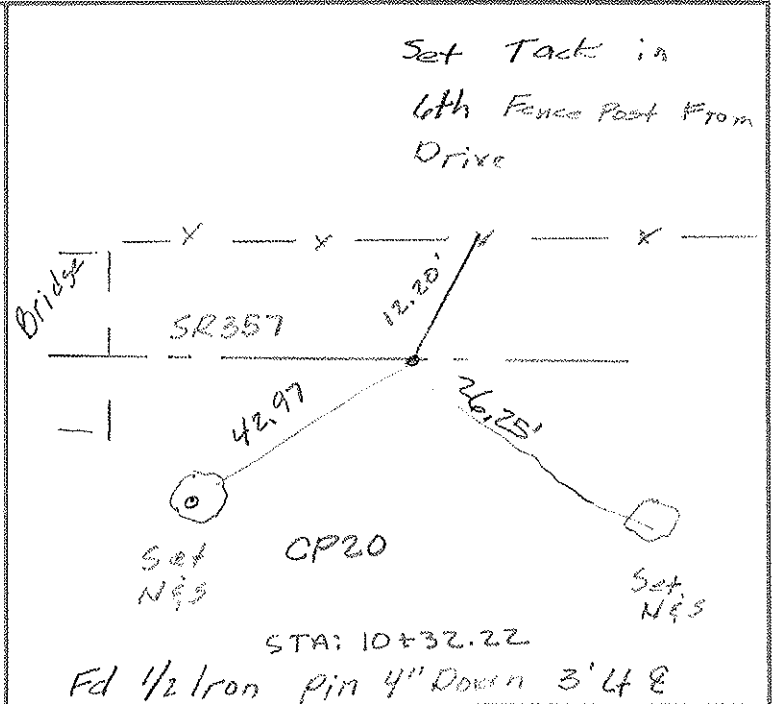 Set Tack in
6th Fence Post From
Drive
X X X X
Bridge
SR357
12.20'
42.97
26.25'
Set
N&S
CP20
Set
N&S
STA: 10+32.22
Fd 1/2 Iron Pin 4" Down 3' Lt ℄